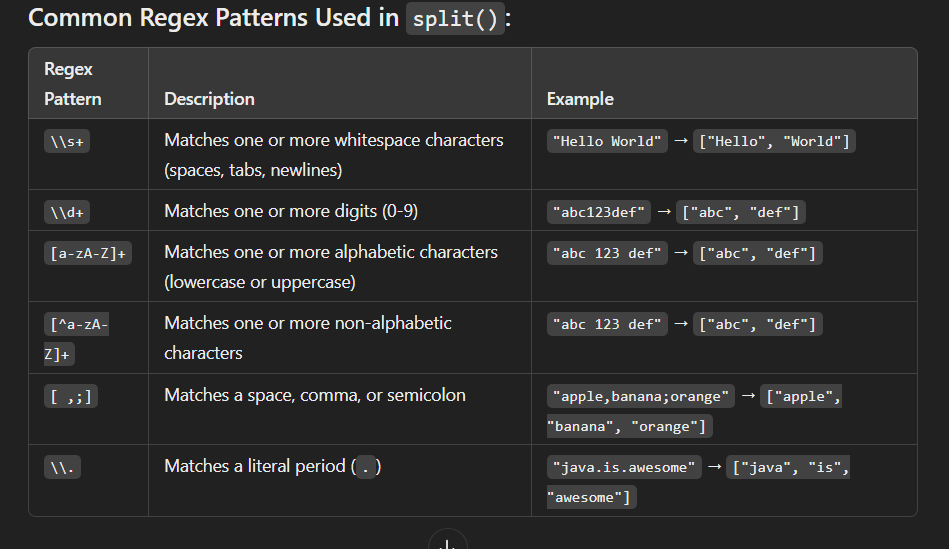 Common Regex Patterns Used in split():
Regex
Pattern
Description
Example
\\s+
Matches one or more whitespace characters
(spaces, tabs, newlines)
"Hello World" → ["Hello", "World"]
\\d+
Matches one or more digits (0-9)
"abc123def" → ["abc", "def"]
[a-zA-Z]+
Matches one or more alphabetic characters
(lowercase or uppercase)
"abc 123 def" → ["abc", "def"]
[^a-zA-
Z]+
Matches one or more non-alphabetic
characters
"abc 123 def" → ["abc", "def"]
[ ,;]
Matches a space, comma, or semicolon
"apple,banana;orange" → ["apple",
"banana", "orange"]
\\.
Matches a literal period (.)
"java.is.awesome" → ["java", "is",
"awesome"]